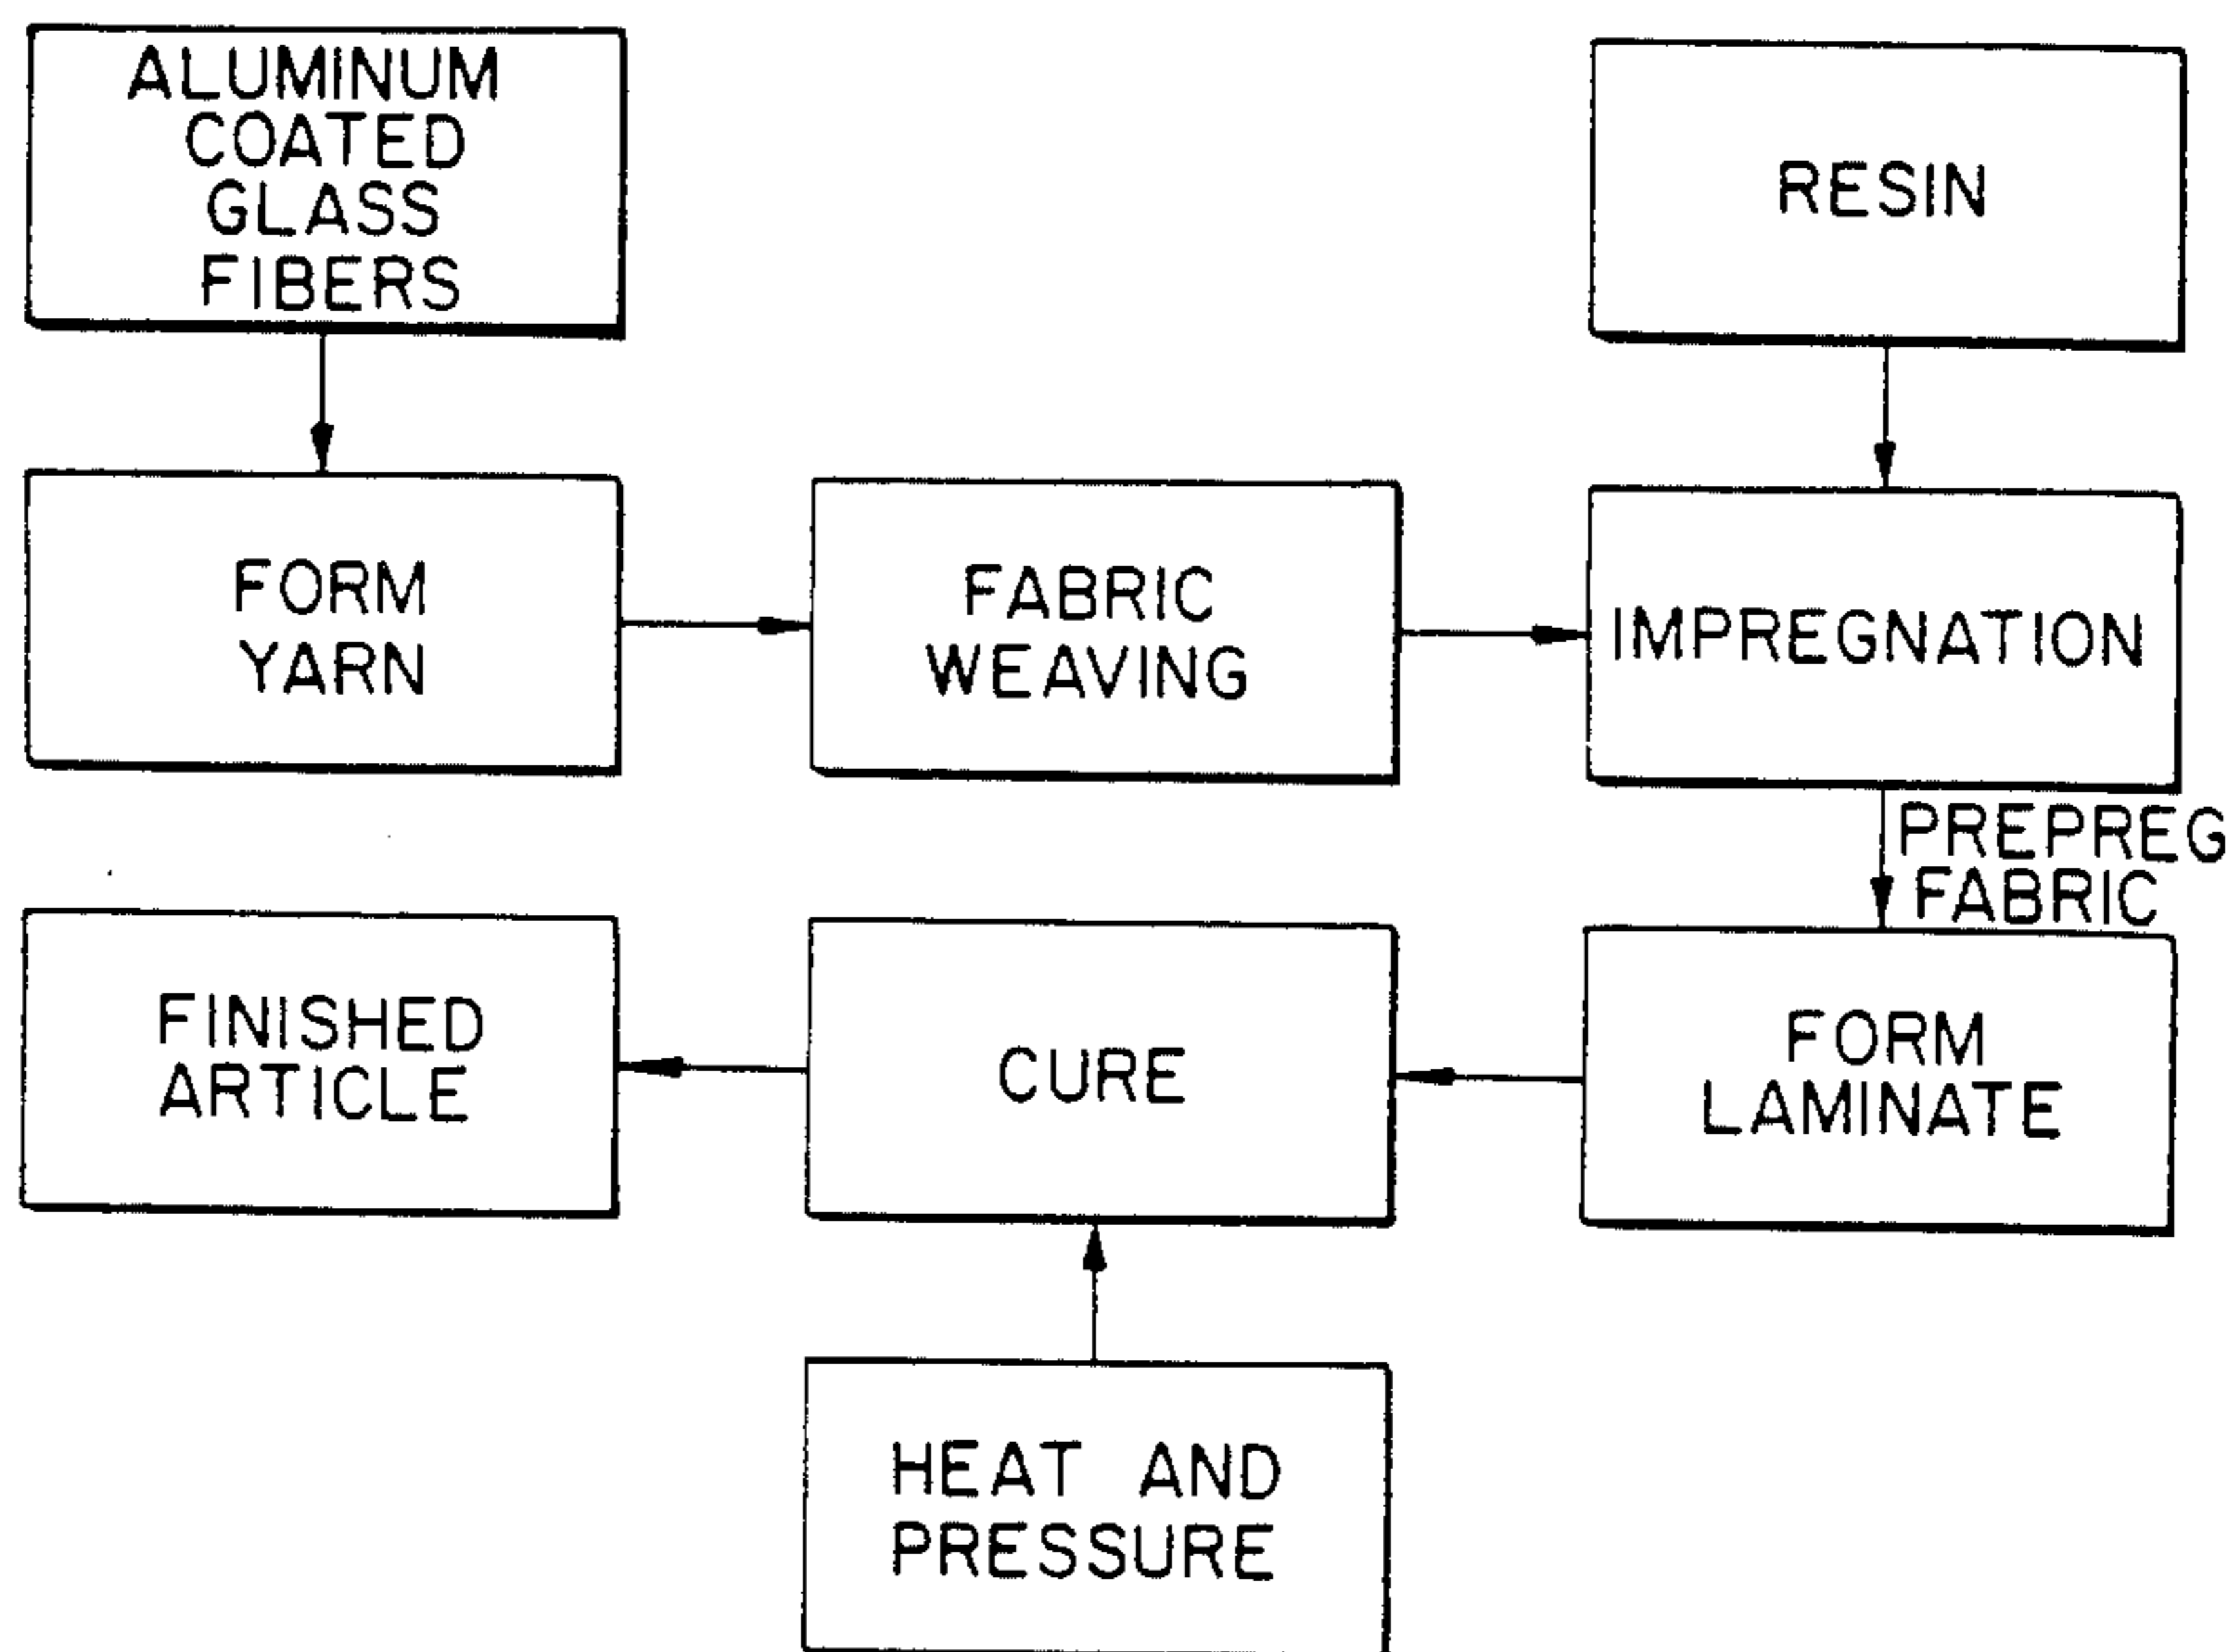 ALUMINUM
COATED
GLASS
FIBERS
RESIN
FORM
YARN
FABRIC
WEAVING
IMPREGNATION
PREPREG
FABRIC
FINISHED
ARTICLE
CURE
FORM
LAMINATE
HEAT AND
PRESSURE